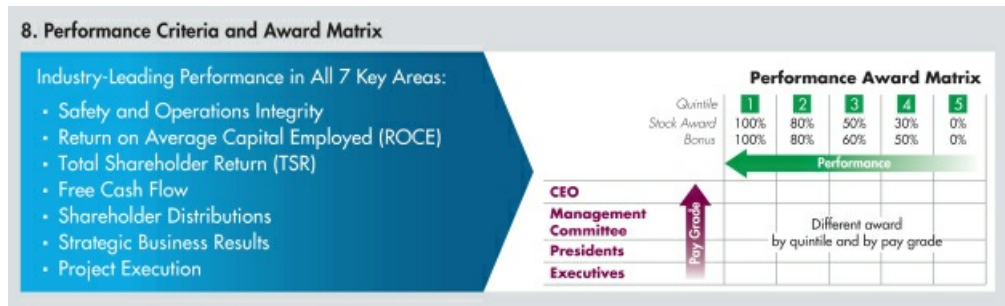 8. Performance Criteria and Award Matrix
Industry-Leading Performance in All 7 Key Areas:
• Safety and Operations Integrity
• Return on Average Capital Employed (ROCE)
• Total Shareholder Return (TSR)
• Free Cash Flow
• Shareholder Distributions
• Strategic Business Results
• Project Execution
Performance Award Matrix
Quintile 1 2 3 4 5
Stock Award 100% 80% 50% 30% 0%
Bonus 100% 80% 60% 50% 0%
Performance
CEO
Management
Committee
Presidents
Executives
Pay Grade
Different award
by quintile and by pay grade